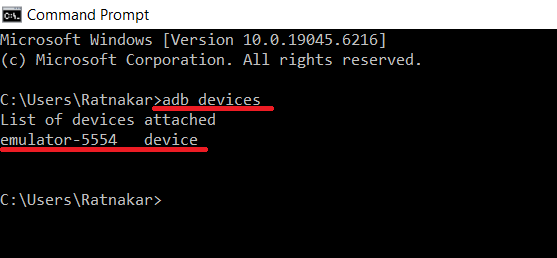 Command Prompt
Microsoft Windows [Version 10.0.19045.6216]
(c) Microsoft Corporation. All rights reserved.
C:\Users\Ratnakar>adb devices
List of devices attached
emulator-5554   device
C:\Users\Ratnakar>